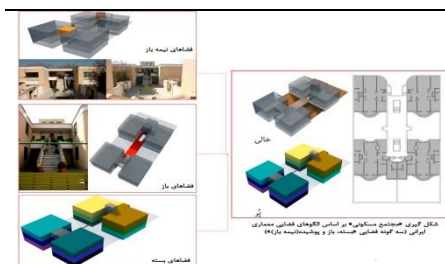 فضاهای نیمه باز
فضاهای باز
فضاهای بسته
خالی
پُر
شکل گیری «مجتمع مسکونی» بر اساس الگوهای فضایی معماری
ایرانی (سه گونه فضایی «بسته، باز و پوشیده(نیمه باز)»)